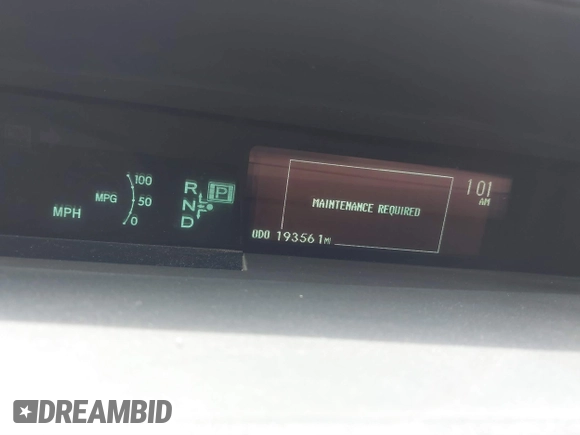 100
R P
MPG 50 N
MPH 0 D
MAINTENANCE REQUIRED
1:01
AM
ODO 193561 MI
DREAMBID